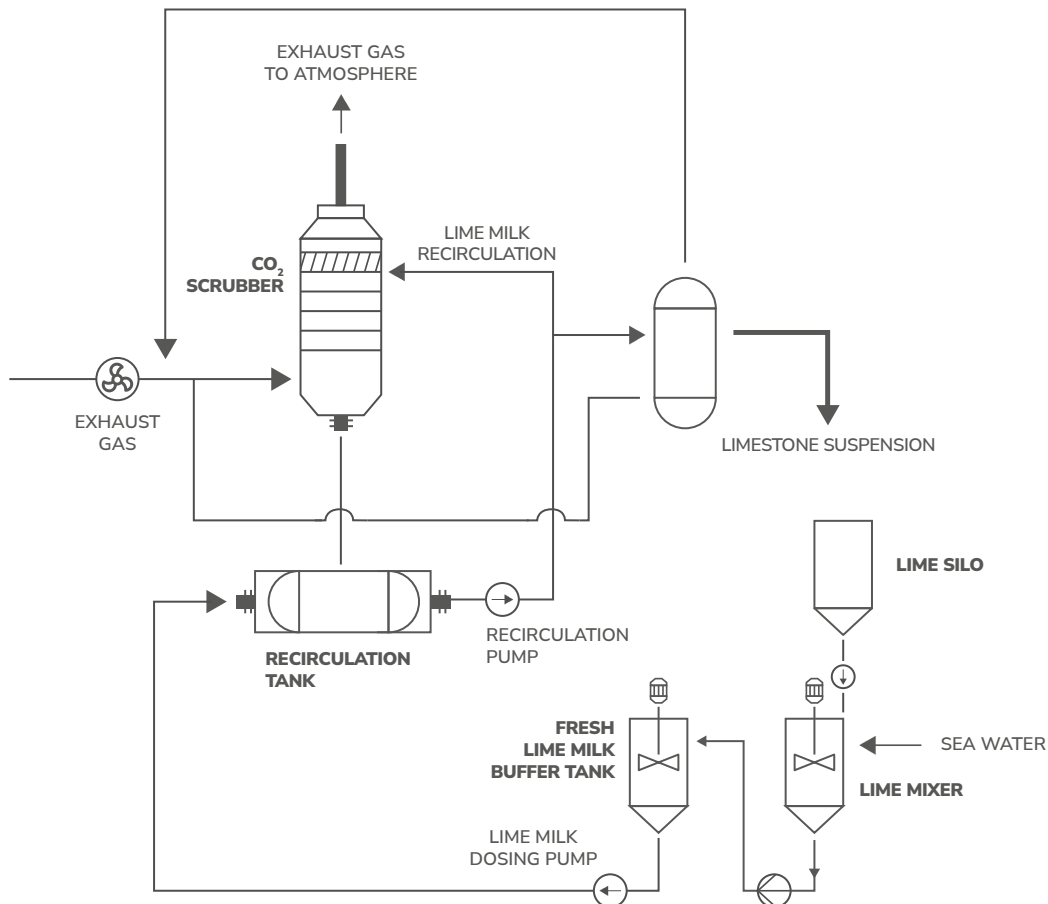 EXHAUST GAS
TO ATMOSPHERE
LIME MILK
RECIRCULATION
CO₂
SCRUBBER
EXHAUST
GAS
LIMESTONE SUSPENSION
LIME SILO
RECIRCULATION
PUMP
RECIRCULATION
TANK
FRESH
LIME MILK
BUFFER TANK
SEA WATER
LIME MIXER
LIME MILK
DOSING PUMP